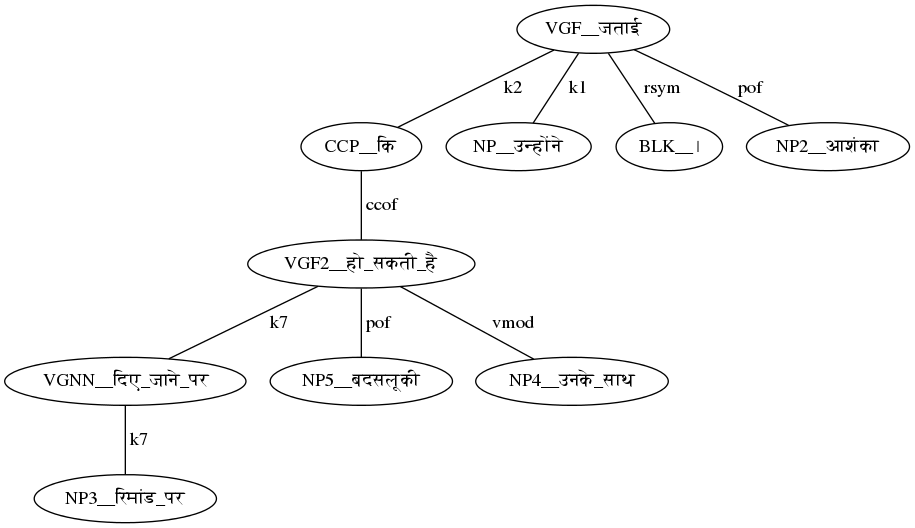 VGF__जताई
k2 k1 rsym pof
CCP__कि NP__उन्होंने BLK__। NP2__आशंका
ccof
VGF2__हो_सकती_है
k7 pof vmod
VGNN__दिए_जाने_पर NP5__बदसलूकी NP4__उनके_साथ
k7
NP3__रिमांड_पर